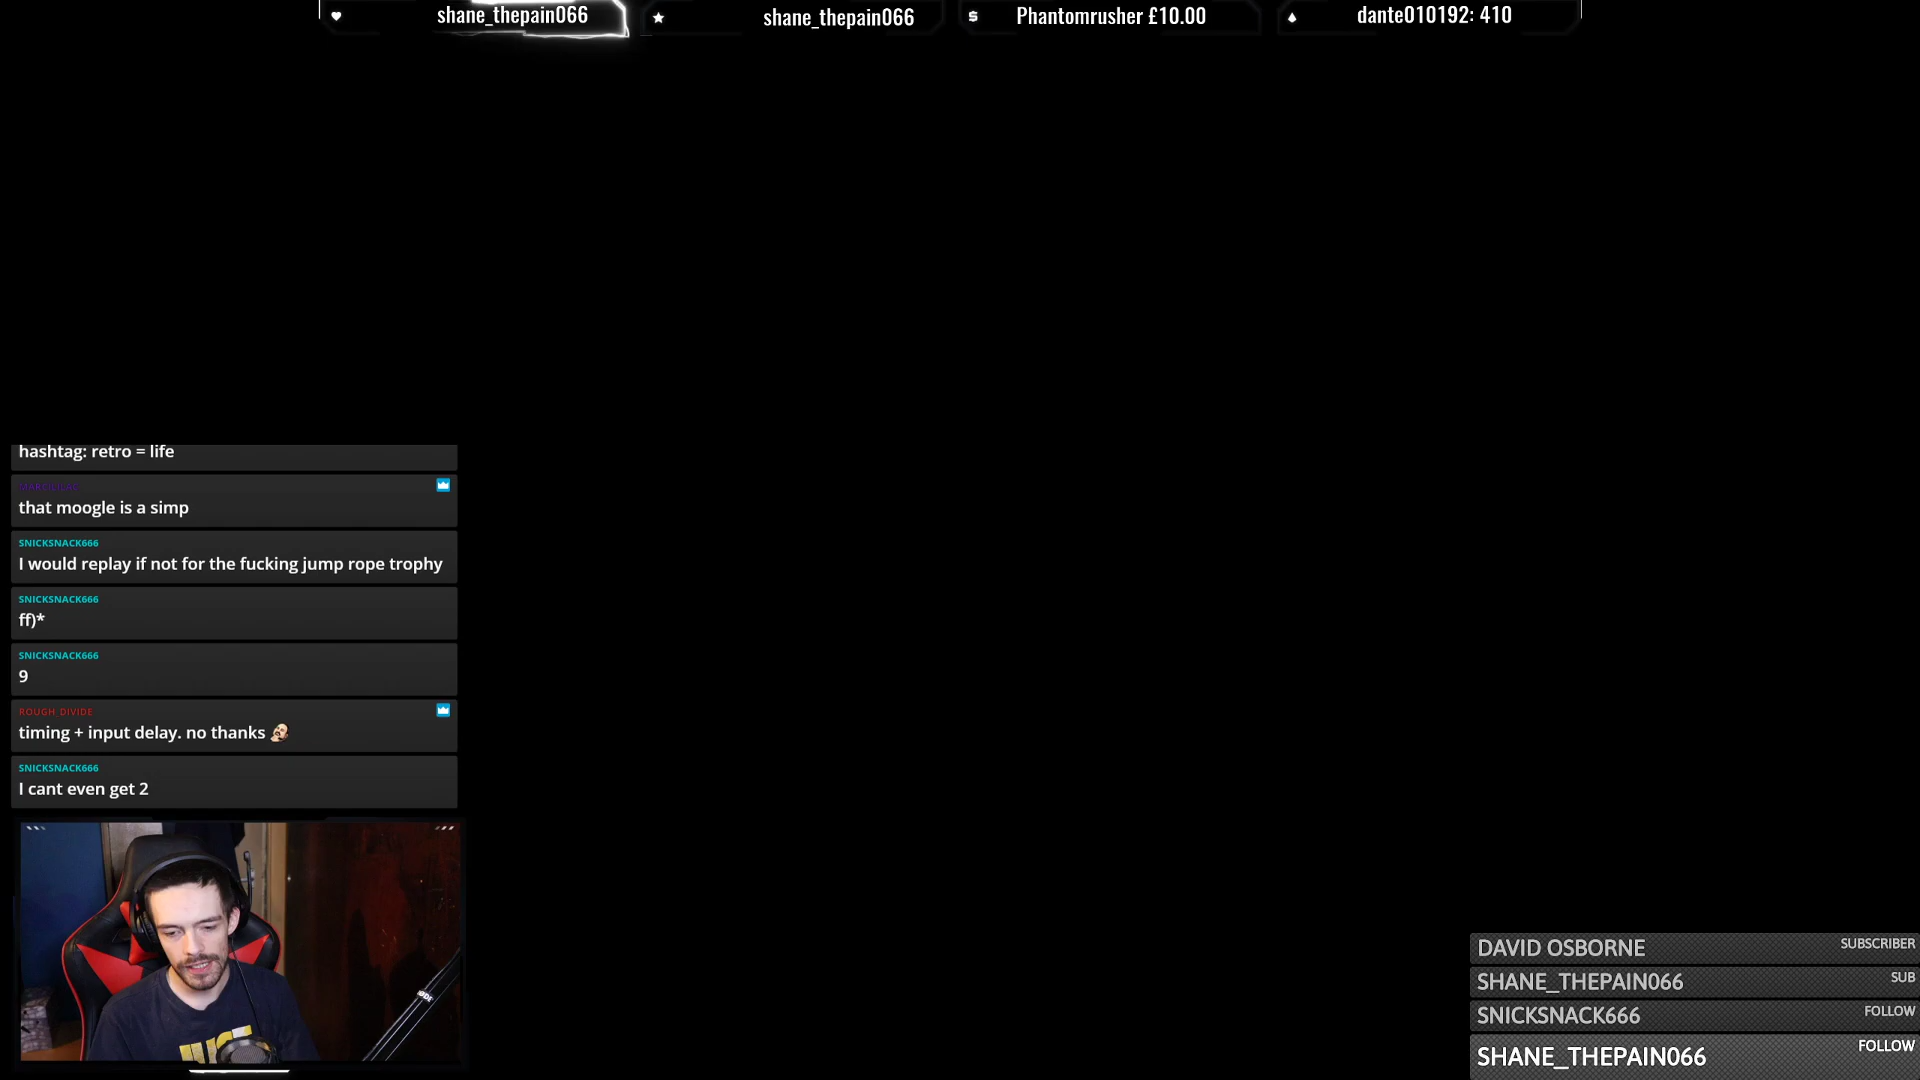 shane_thepain066
shane_thepain066
Phantomrusher £10.00
dante010192: 410
hashtag: retro = life
that moogle is a simp
SNICKSNACK666
I would replay if not for the fucking jump rope trophy
SNICKSNACK666
ff)*
SNICKSNACK666
9
ROUGH_DIVIDE
timing + input delay. no thanks
SNICKSNACK666
I cant even get 2
RØDE
DAVID OSBORNE SUBSCRIBER
SHANE_THEPAIN066 SUB
SNICKSNACK666 FOLLOW
SHANE_THEPAIN066 FOLLOW